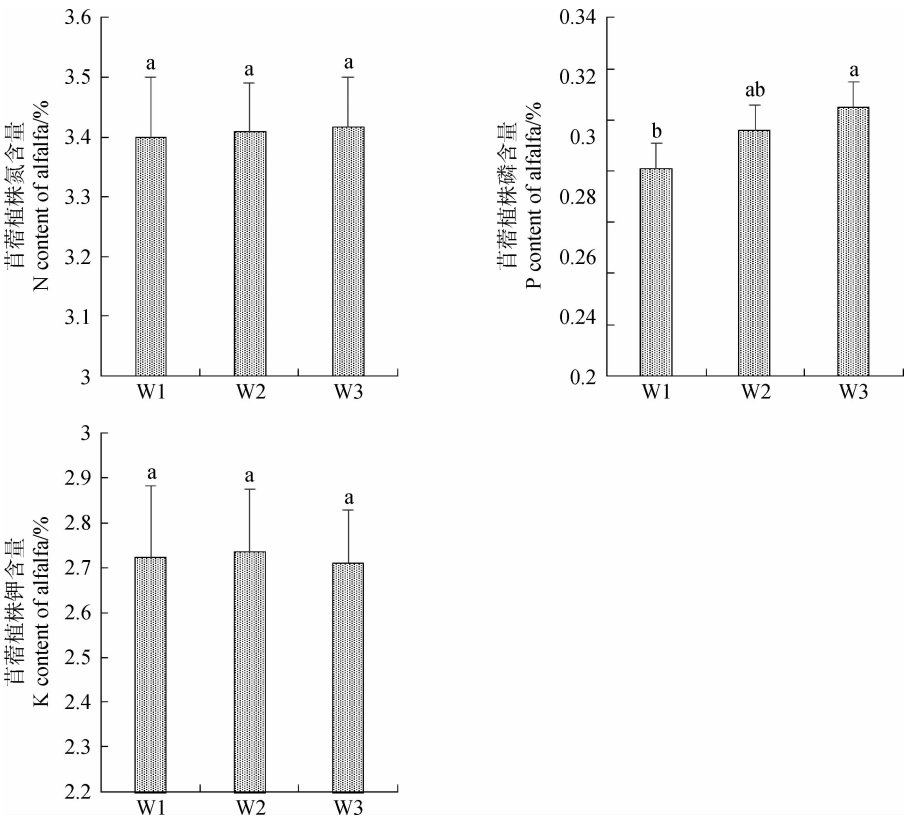 苜蓿植株氮含量
N content of alfalfa/%
3.6
3.5
3.4
3.3
3.2
3.1
3
a
a
a
W1
W2
W3
苜蓿植株磷含量
P content of alfalfa/%
0.34
0.32
0.3
0.28
0.26
0.24
0.2
b
ab
a
W1
W2
W3
苜蓿植株钾含量
K content of alfalfa/%
3
2.9
2.8
2.7
2.6
2.5
2.4
2.3
2.2
a
a
a
W1
W2
W3